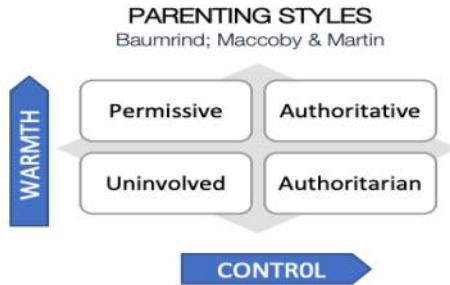 PARENTING STYLES
Baumrind; Maccoby & Martin
WARMTH
Permissive
Authoritative
Uninvolved
Authoritarian
CONTROL